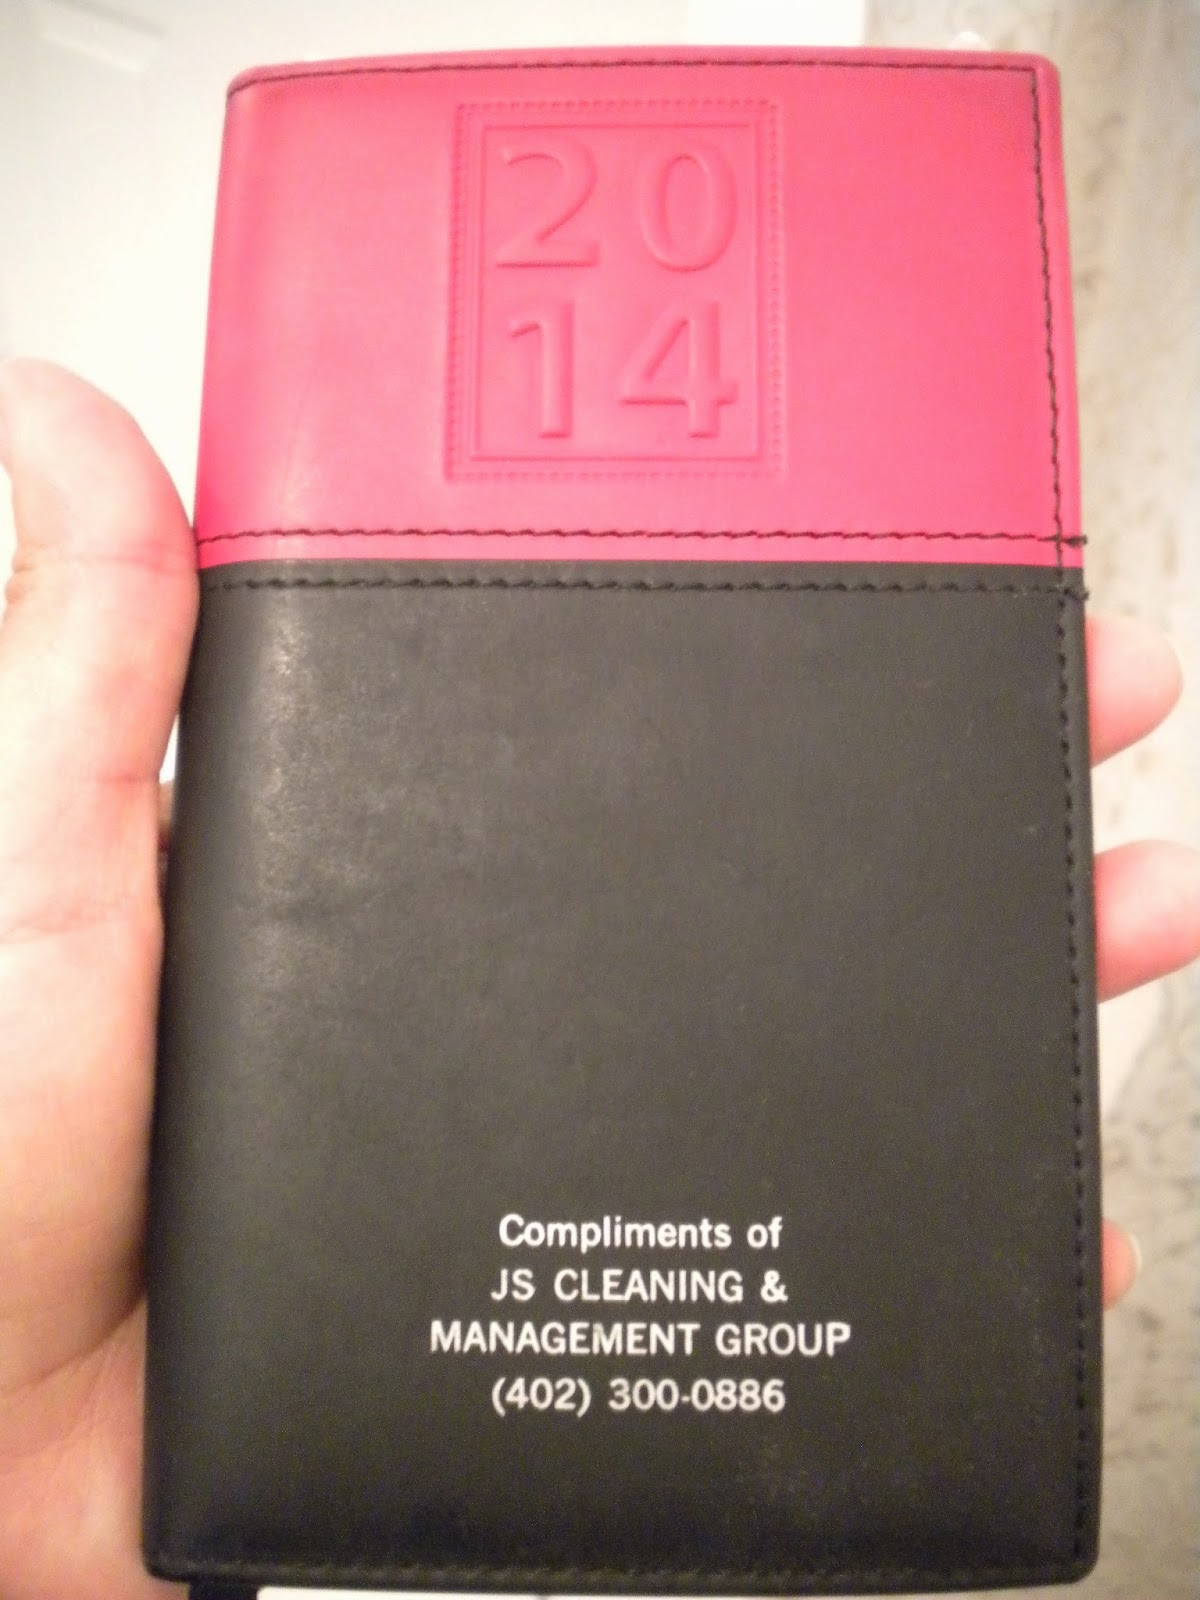 20
14
Compliments of
JS CLEANING &
MANAGEMENT GROUP
(402) 300-0886